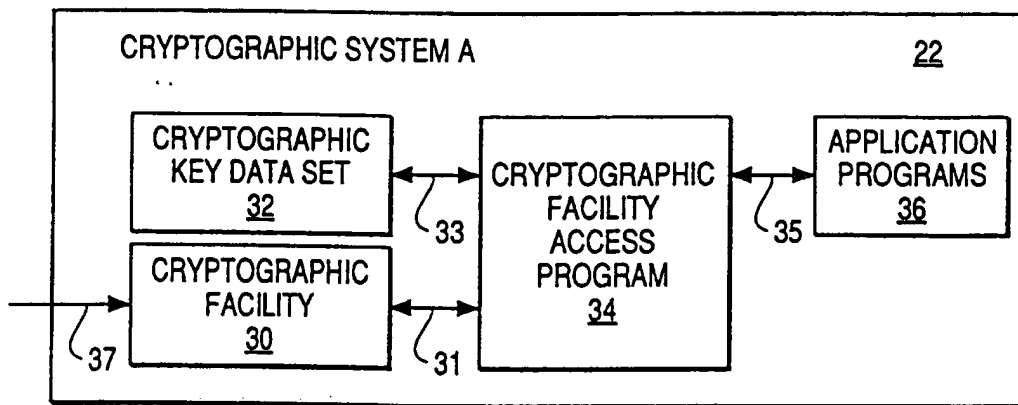 CRYPTOGRAPHIC SYSTEM A
22
CRYPTOGRAPHIC
KEY DATA SET
32
33
CRYPTOGRAPHIC
FACILITY
30
37
31
CRYPTOGRAPHIC
FACILITY
ACCESS
PROGRAM
34
35
APPLICATION
PROGRAMS
36